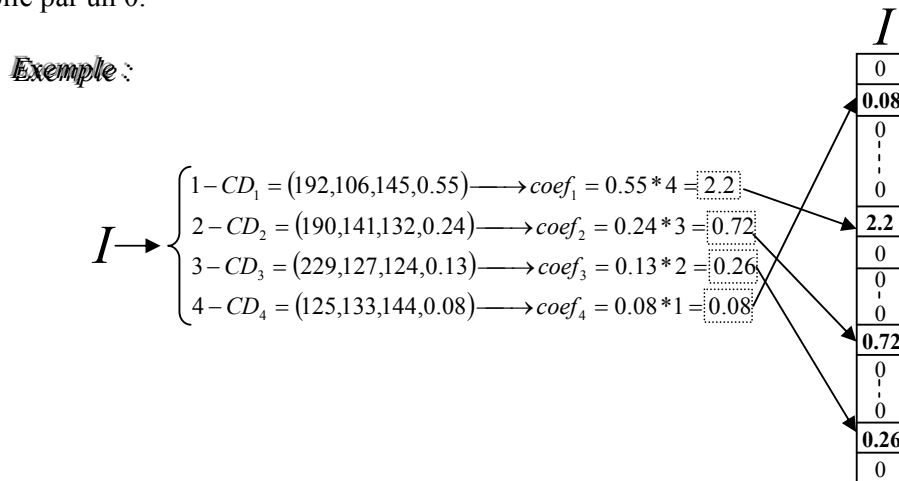 par un 0.
I
Exemple :
I → 1 – CD₁ = (192,106,145,0.55) ⟶ coef₁ = 0.55 * 4 = 2.2
2 – CD₂ = (190,141,132,0.24) ⟶ coef₂ = 0.24 * 3 = 0.72
3 – CD₃ = (229,127,124,0.13) ⟶ coef₃ = 0.13 * 2 = 0.26
4 – CD₄ = (125,133,144,0.08) ⟶ coef₄ = 0.08 * 1 = 0.08
0
0.08
0
0
2.2
0
0
0
0.72
0
0
0.26
0